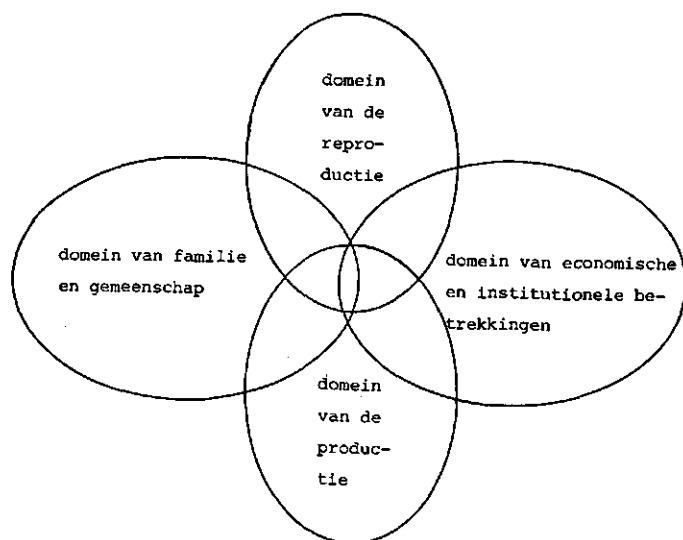 domein
van de
repro-
ductie
domein van familie
en gemeenschap
domein van economische
en institutionele be-
trekkingen
domein
van de
produc-
tie